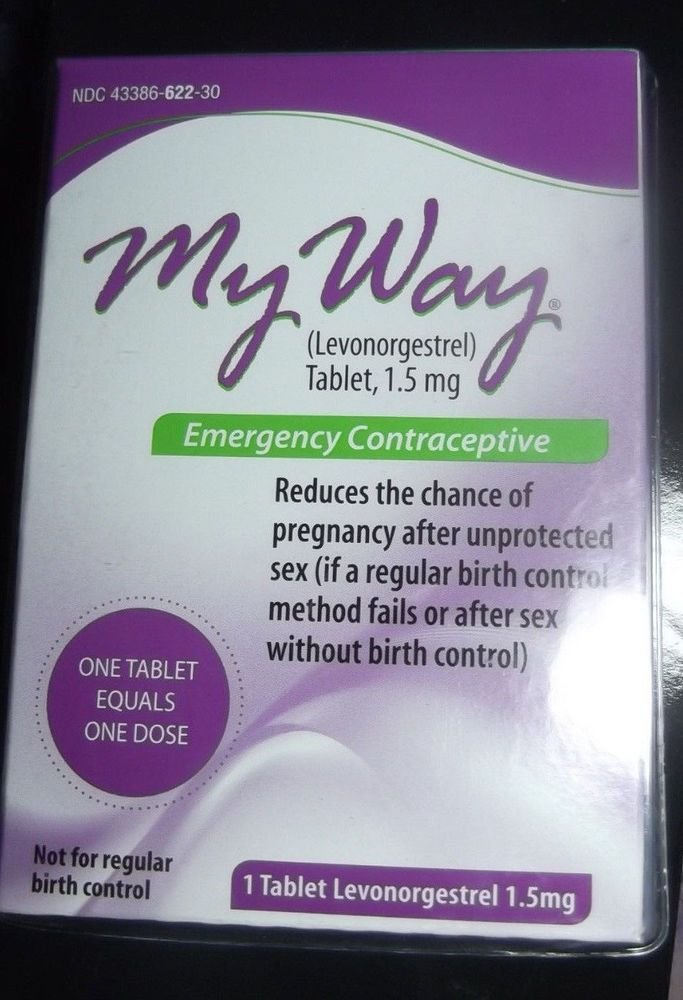 NDC 43386-622-30
My Way®
(Levonorgestrel)
Tablet, 1.5 mg
Emergency Contraceptive
Reduces the chance of
pregnancy after unprotected
sex (if a regular birth control
method fails or after sex
without birth control)
ONE TABLET
EQUALS
ONE DOSE
Not for regular
birth control
1 Tablet Levonorgestrel 1.5mg